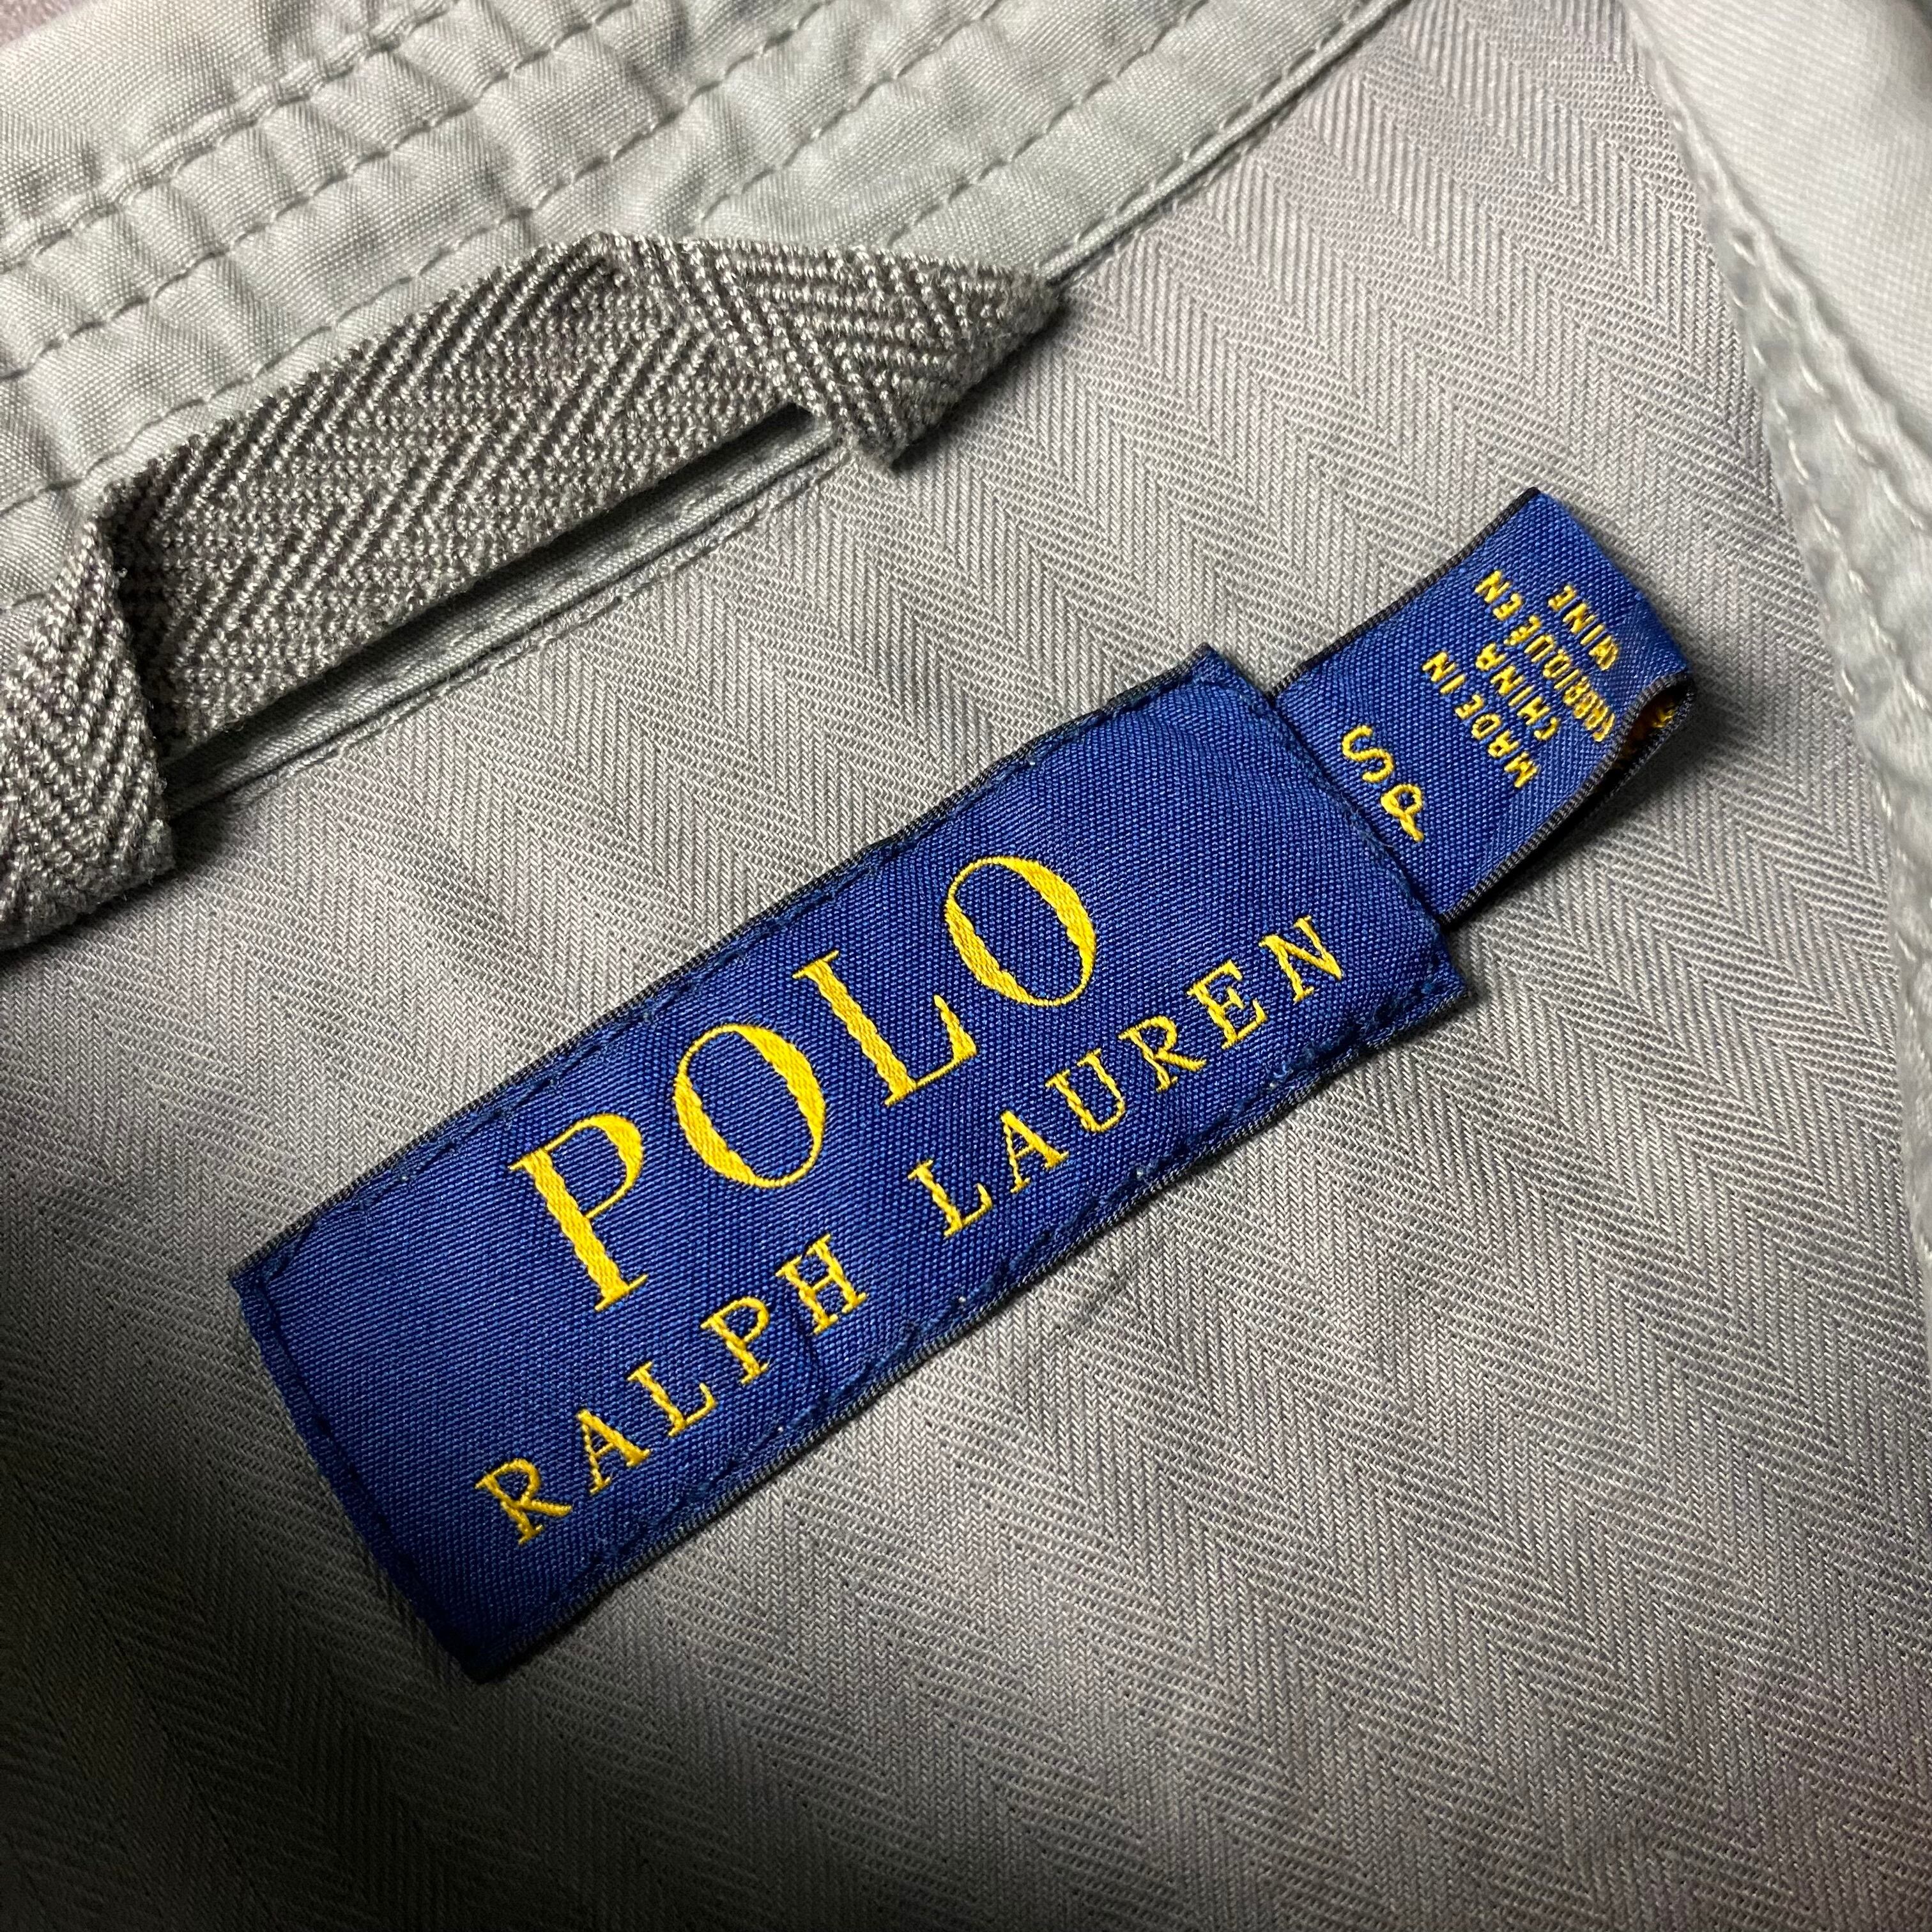 POLO
RALPH LAUREN
S
P
MADE IN
CHINA
FABRIQUÉ EN
CHINE